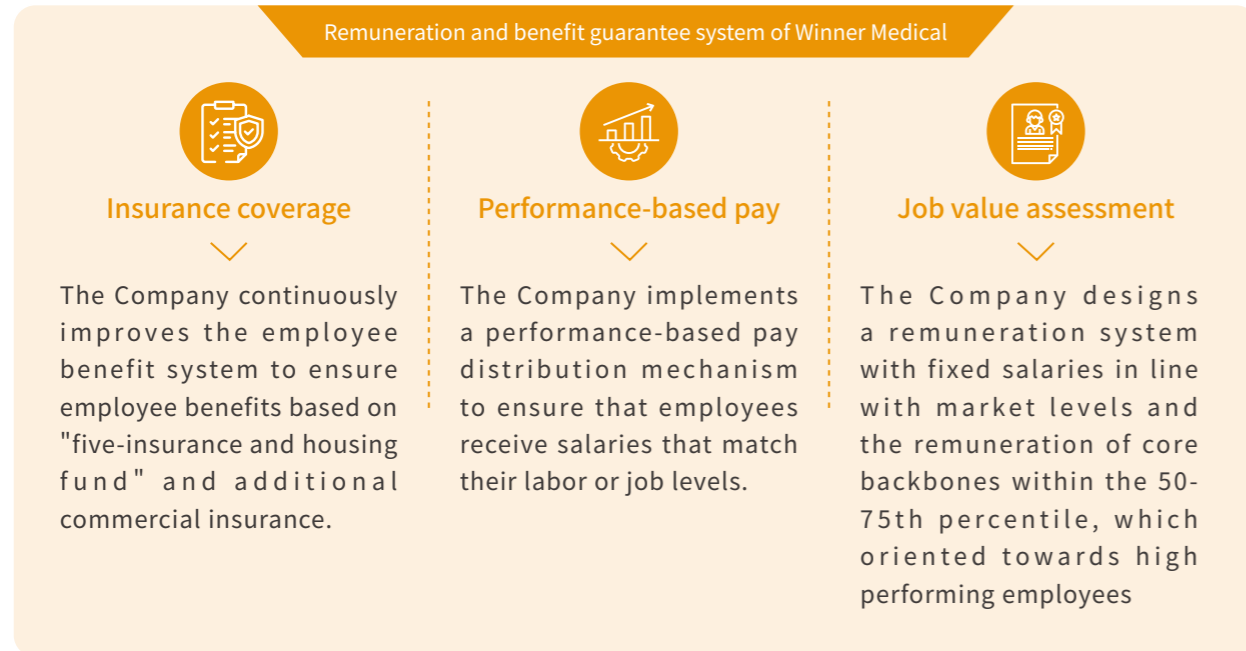 Remuneration and benefit guarantee system of Winner Medical
Insurance coverage
The Company continuously
improves the employee
benefit system to ensure
employee benefits based on
"five-insurance and housing
fund" and additional
commercial insurance.
Performance-based pay
The Company implements
a performance-based pay
distribution mechanism
to ensure that employees
receive salaries that match
their labor or job levels.
Job value assessment
The Company designs
a remuneration system
with fixed salaries in line
with market levels and
the remuneration of core
backbones within the 50-
75th percentile, which
oriented towards high
performing employees